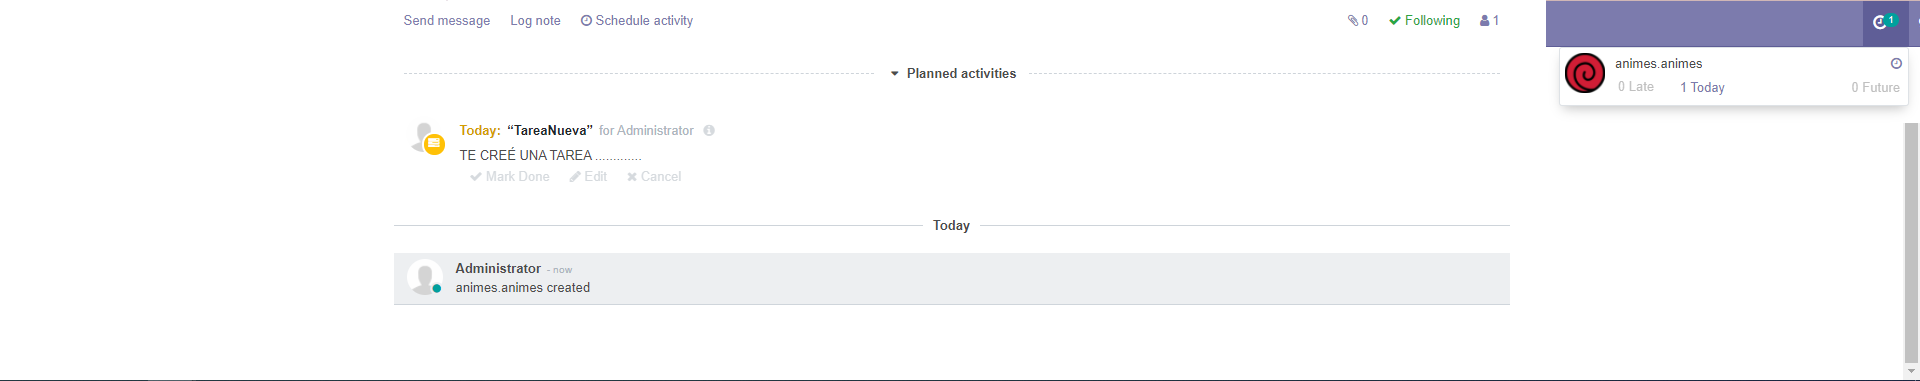 Send message Log note Schedule activity 0 Following 1
Planned activities
Today: “TareaNueva” for Administrator
TE CREÉ UNA TAREA .............
Mark Done Edit Cancel
Today
Administrator - now
animes.animes created
1
animes.animes
0 Late 1 Today 0 Future